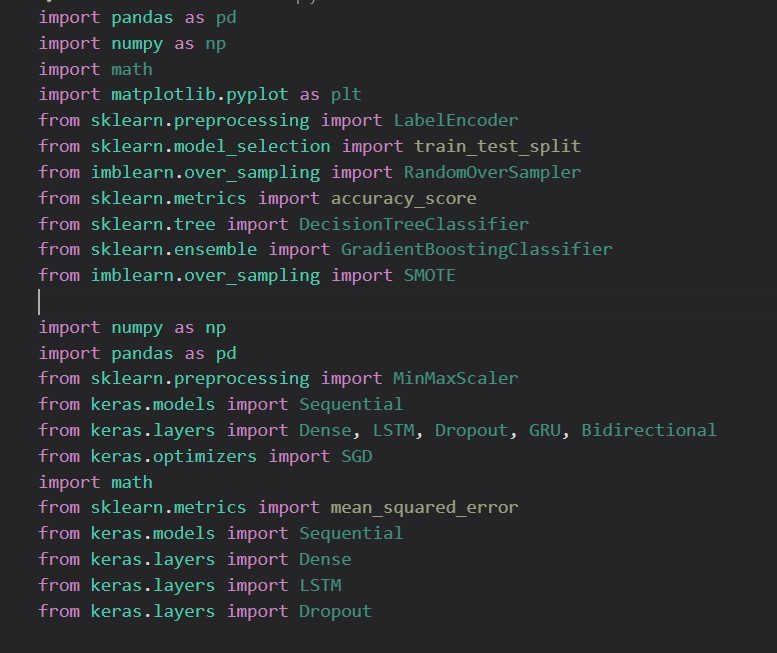 import pandas as pd
import numpy as np
import math
import matplotlib.pyplot as plt
from sklearn.preprocessing import LabelEncoder
from sklearn.model_selection import train_test_split
from imblearn.over_sampling import RandomOverSampler
from sklearn.metrics import accuracy_score
from sklearn.tree import DecisionTreeClassifier
from sklearn.ensemble import GradientBoostingClassifier
from imblearn.over_sampling import SMOTE
import numpy as np
import pandas as pd
from sklearn.preprocessing import MinMaxScaler
from keras.models import Sequential
from keras.layers import Dense, LSTM, Dropout, GRU, Bidirectional
from keras.optimizers import SGD
import math
from sklearn.metrics import mean_squared_error
from keras.models import Sequential
from keras.layers import Dense
from keras.layers import LSTM
from keras.layers import Dropout